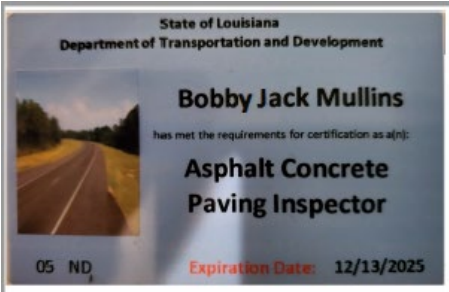 State of Louisiana
Department of Transportation and Development
Bobby Jack Mullins
has met the requirements for certification as a(n):
Asphalt Concrete
Paving Inspector
05 ND
Expiration Date: 12/13/2025